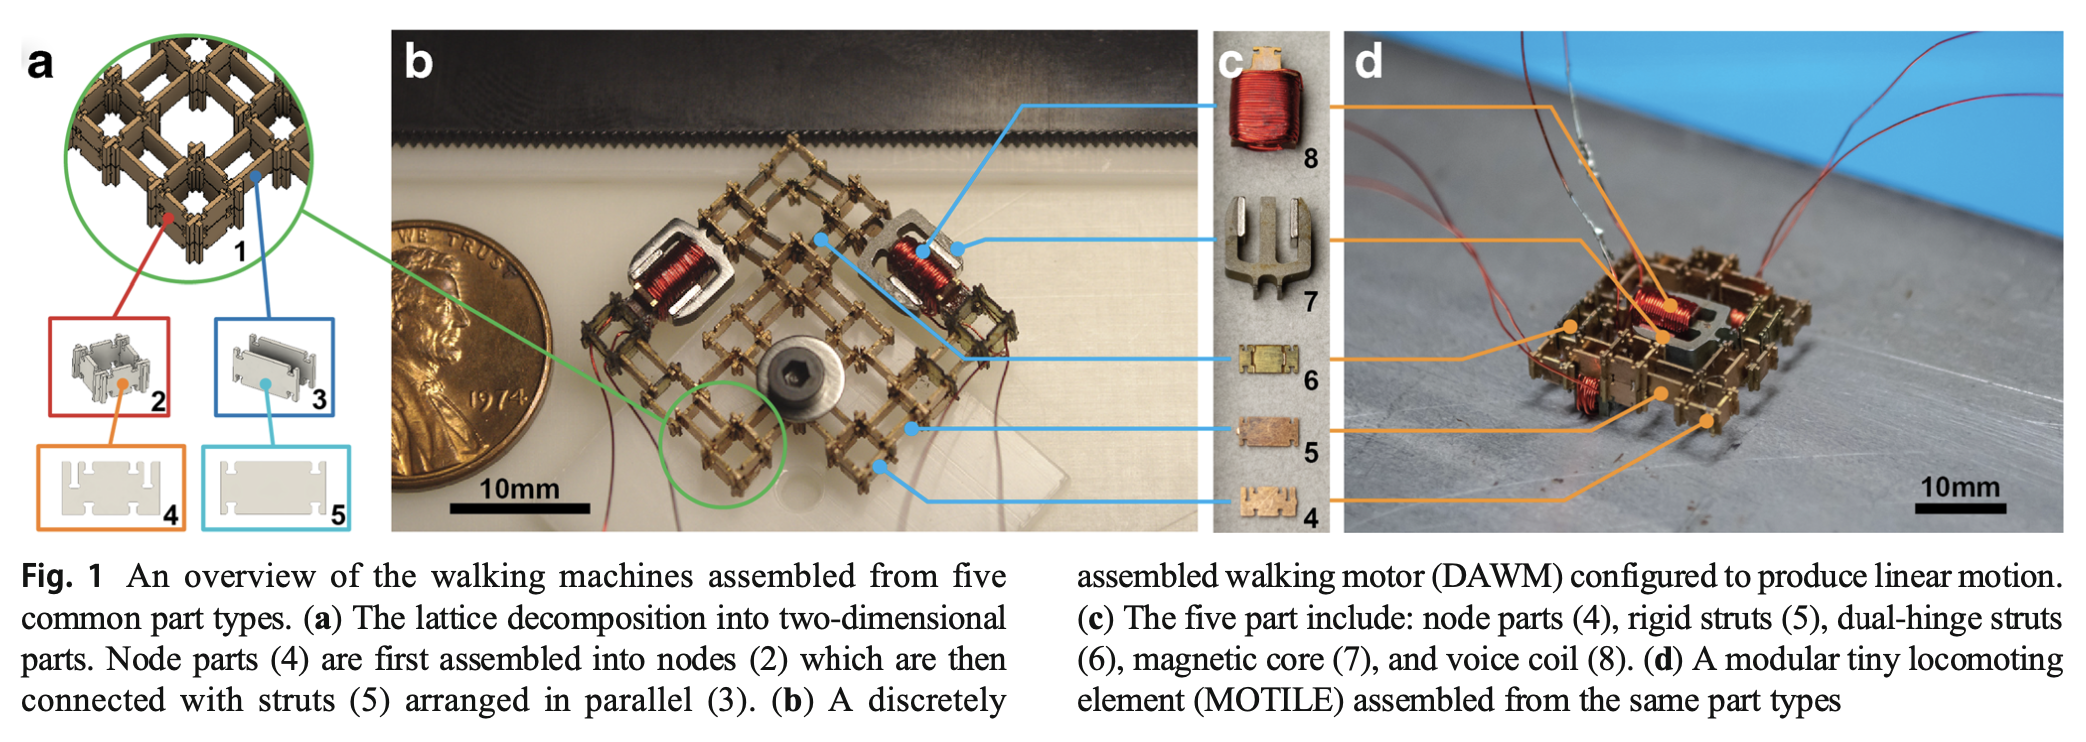 a
1
2
3
4
5
b
WE TRUST
1974
10mm
c
8
7
6
5
4
d
10mm
Fig. 1 An overview of the walking machines assembled from five
common part types. (a) The lattice decomposition into two-dimensional
parts. Node parts (4) are first assembled into nodes (2) which are then
connected with struts (5) arranged in parallel (3). (b) A discretely
assembled walking motor (DAWM) configured to produce linear motion.
(c) The five part include: node parts (4), rigid struts (5), dual-hinge struts
(6), magnetic core (7), and voice coil (8). (d) A modular tiny locomoting
element (MOTILE) assembled from the same part types